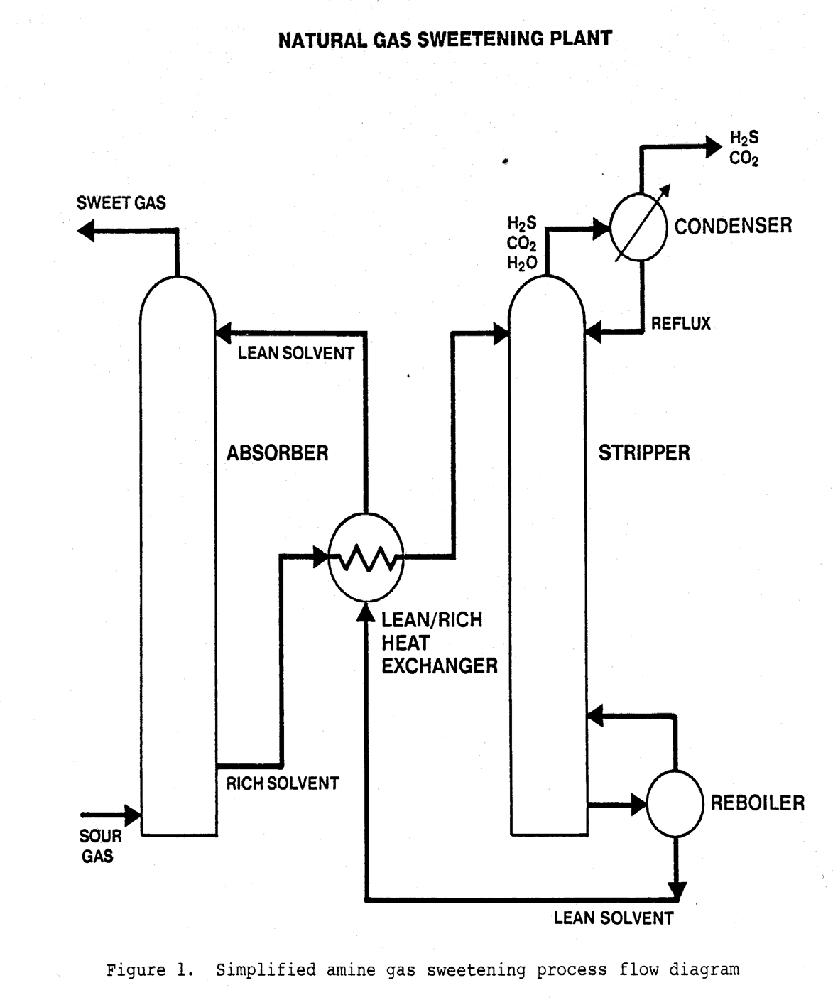 NATURAL GAS SWEETENING PLANT
H₂S
CO₂
SWEET GAS
H₂S
CO₂
H₂O
CONDENSER
REFLUX
LEAN SOLVENT
ABSORBER
STRIPPER
LEAN/RICH
HEAT
EXCHANGER
RICH SOLVENT
REBOILER
SOUR
GAS
LEAN SOLVENT
Figure 1. Simplified amine gas sweetening process flow diagram